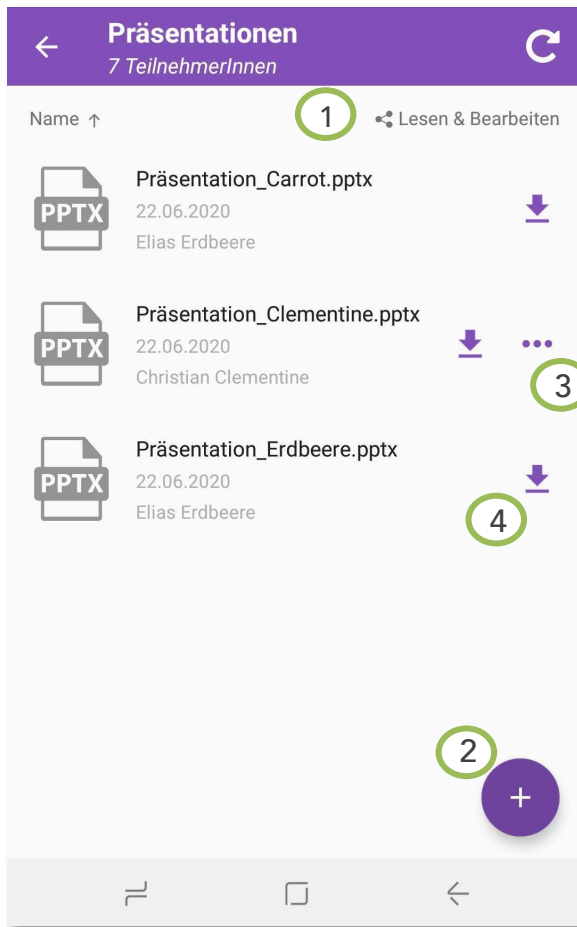 Präsentationen
7 TeilnehmerInnen
Name ↑ 1 Lesen & Bearbeiten
Präsentation_Carrot.pptx
PPTX 22.06.2020
Elias Erdbeere
Präsentation_Clementine.pptx
PPTX 22.06.2020
Christian Clementine 3
Präsentation_Erdbeere.pptx
PPTX 22.06.2020
Elias Erdbeere 4
2
+